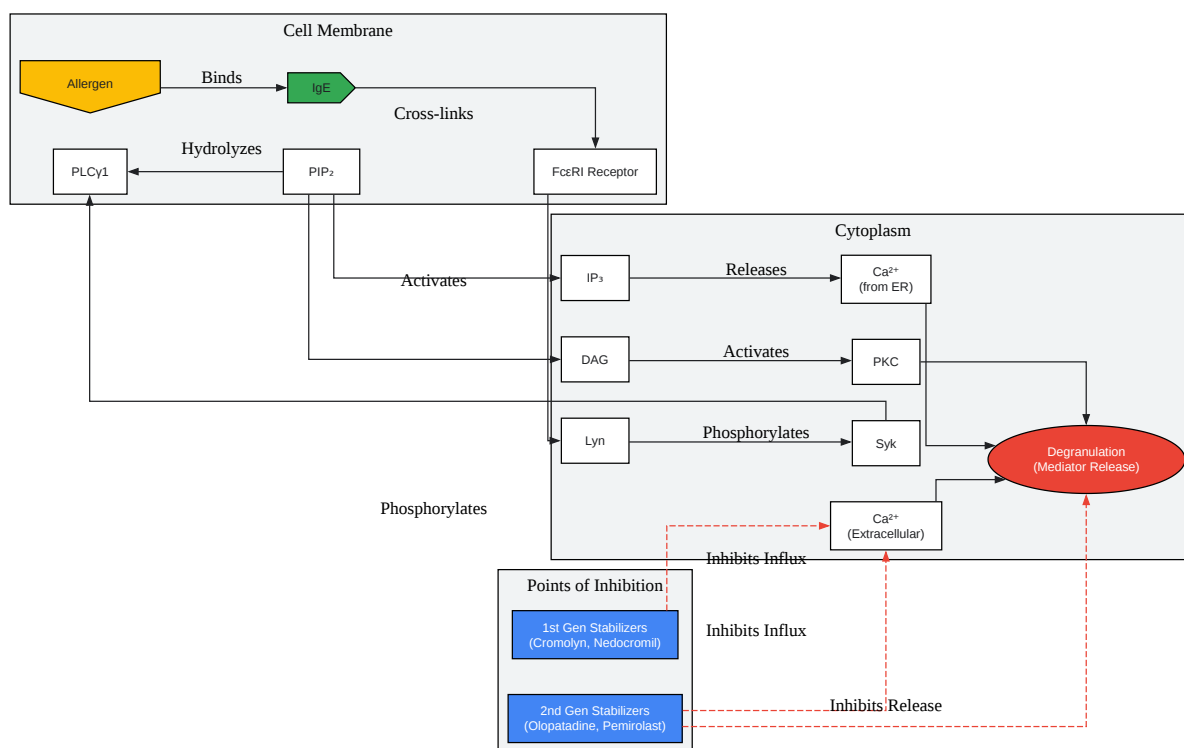 Cell Membrane
Allergen
Binds
IgE
Cross-links
Hydrolyzes
PLCγ1
PIP₂
FcεRI Receptor
Cytoplasm
Activates
IP₃
Releases
Ca²⁺
(from ER)
DAG
Activates
PKC
Lyn
Phosphorylates
Syk
Degranulation
(Mediator Release)
Phosphorylates
Ca²⁺
(Extracellular)
Inhibits Influx
Points of Inhibition
1st Gen Stabilizers
(Cromolyn, Nedocromil)
Inhibits Influx
2nd Gen Stabilizers
(Olopatadine, Pemirolast)
Inhibits Release